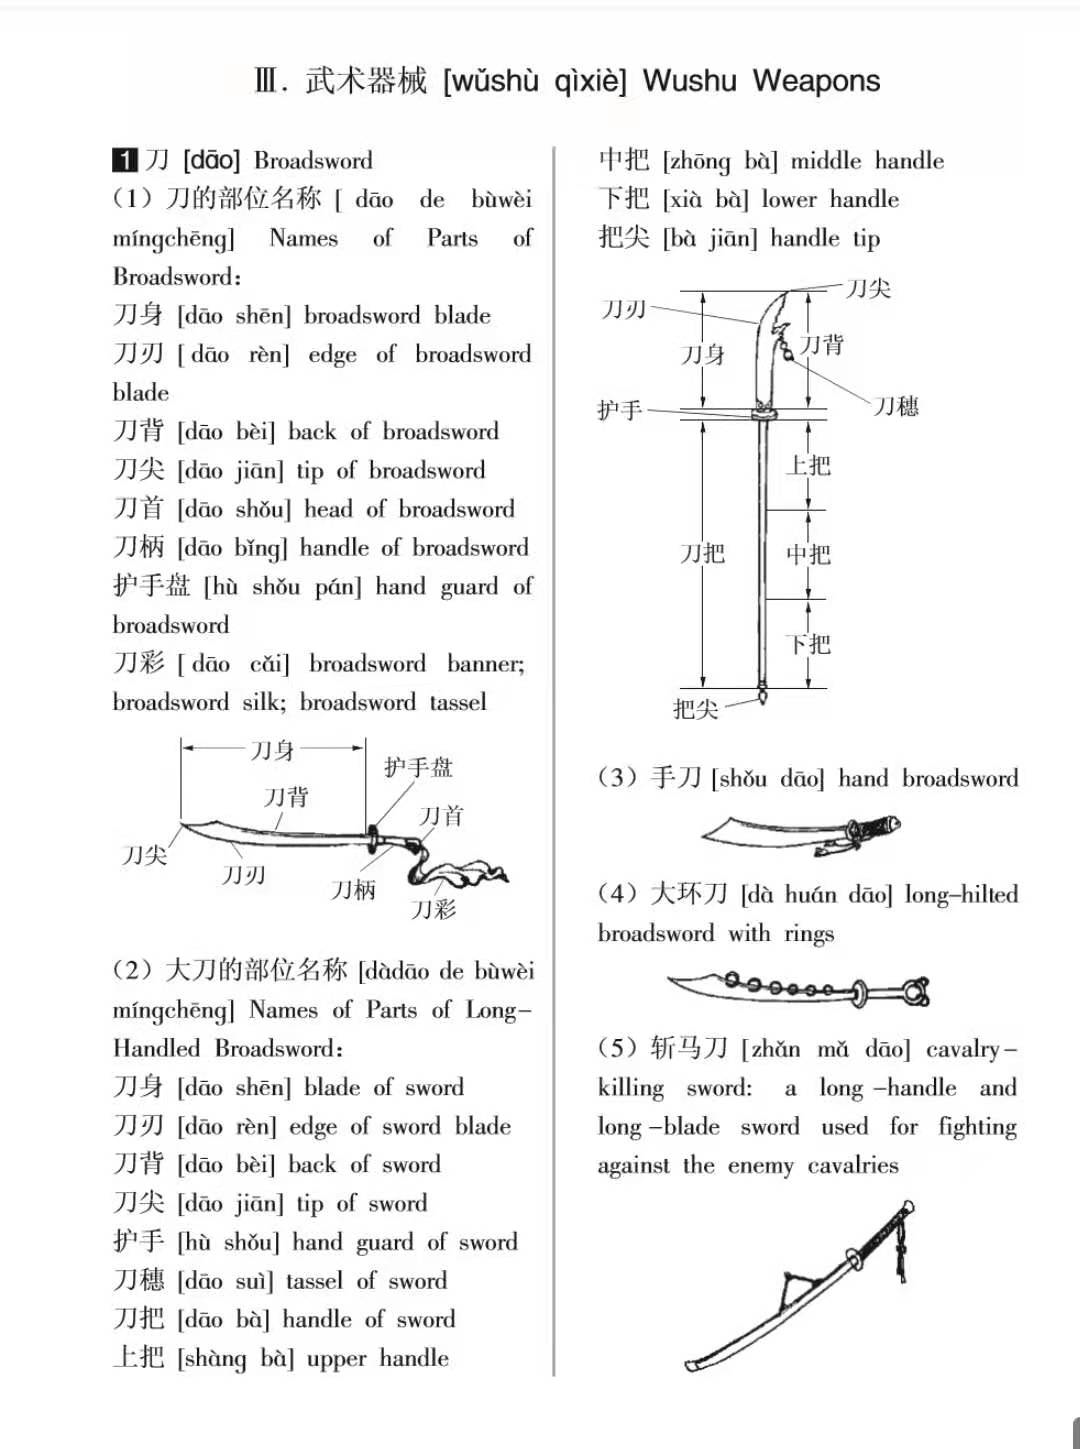 Ⅲ. 武术器械 [wǔshù qìxiè] Wushu Weapons
1 刀 [dāo] Broadsword
（1）刀的部位名称 [ dāo de bùwèi
míngchēng] Names of Parts of
Broadsword:
刀身 [dāo shēn] broadsword blade
刀刃 [ dāo rèn] edge of broadsword
blade
刀背 [dāo bèi] back of broadsword
刀尖 [dāo jiān] tip of broadsword
刀首 [dāo shǒu] head of broadsword
刀柄 [dāo bǐng] handle of broadsword
护手盘 [hù shǒu pán] hand guard of
broadsword
刀彩 [ dāo cǎi] broadsword banner;
broadsword silk; broadsword tassel
刀身
护手盘
刀背
刀首
刀尖
刀刃
刀柄
刀彩
（2）大刀的部位名称 [dàdāo de bùwèi
míngchēng] Names of Parts of Long-
Handled Broadsword:
刀身 [dāo shēn] blade of sword
刀刃 [dāo rèn] edge of sword blade
刀背 [dāo bèi] back of sword
刀尖 [dāo jiān] tip of sword
护手 [hù shǒu] hand guard of sword
刀穗 [dāo suì] tassel of sword
刀把 [dāo bà] handle of sword
上把 [shàng bà] upper handle
中把 [zhōng bà] middle handle
下把 [xià bà] lower handle
把尖 [bà jiān] handle tip
刀尖
刀刃
刀身
刀背
护手
刀穗
上把
刀把
中把
下把
把尖
（3）手刀 [shǒu dāo] hand broadsword
（4）大环刀 [dà huán dāo] long-hilted
broadsword with rings
（5）斩马刀 [zhǎn mǎ dāo] cavalry-
killing sword: a long -handle and
long -blade sword used for fighting
against the enemy cavalries